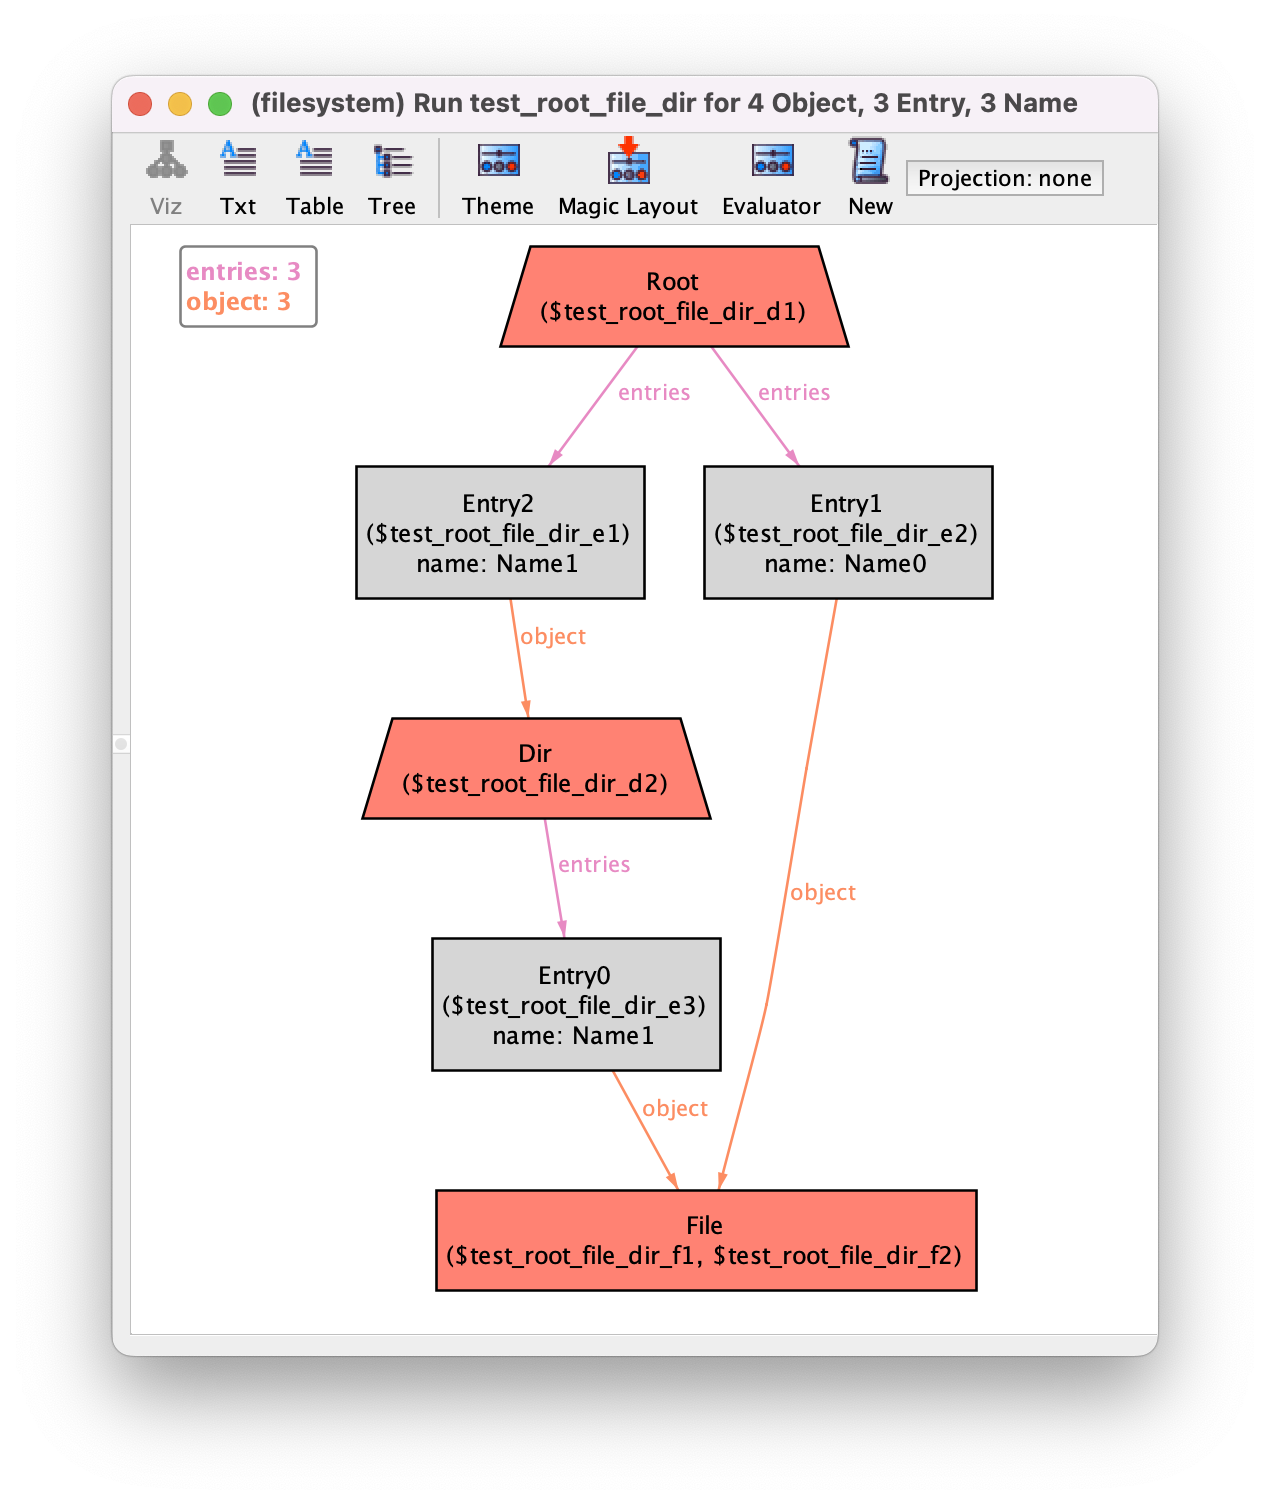 (filesystem) Run test_root_file_dir for 4 Object, 3 Entry, 3 Name
Viz
Txt
Table
Tree
Theme
Magic Layout
Evaluator
New
Projection: none
entries: 3
object: 3
Root
($test_root_file_dir_d1)
entries
entries
Entry2
($test_root_file_dir_e1)
name: Name1
Entry1
($test_root_file_dir_e2)
name: Name0
object
Dir
($test_root_file_dir_d2)
entries
object
Entry0
($test_root_file_dir_e3)
name: Name1
object
File
($test_root_file_dir_f1, $test_root_file_dir_f2)